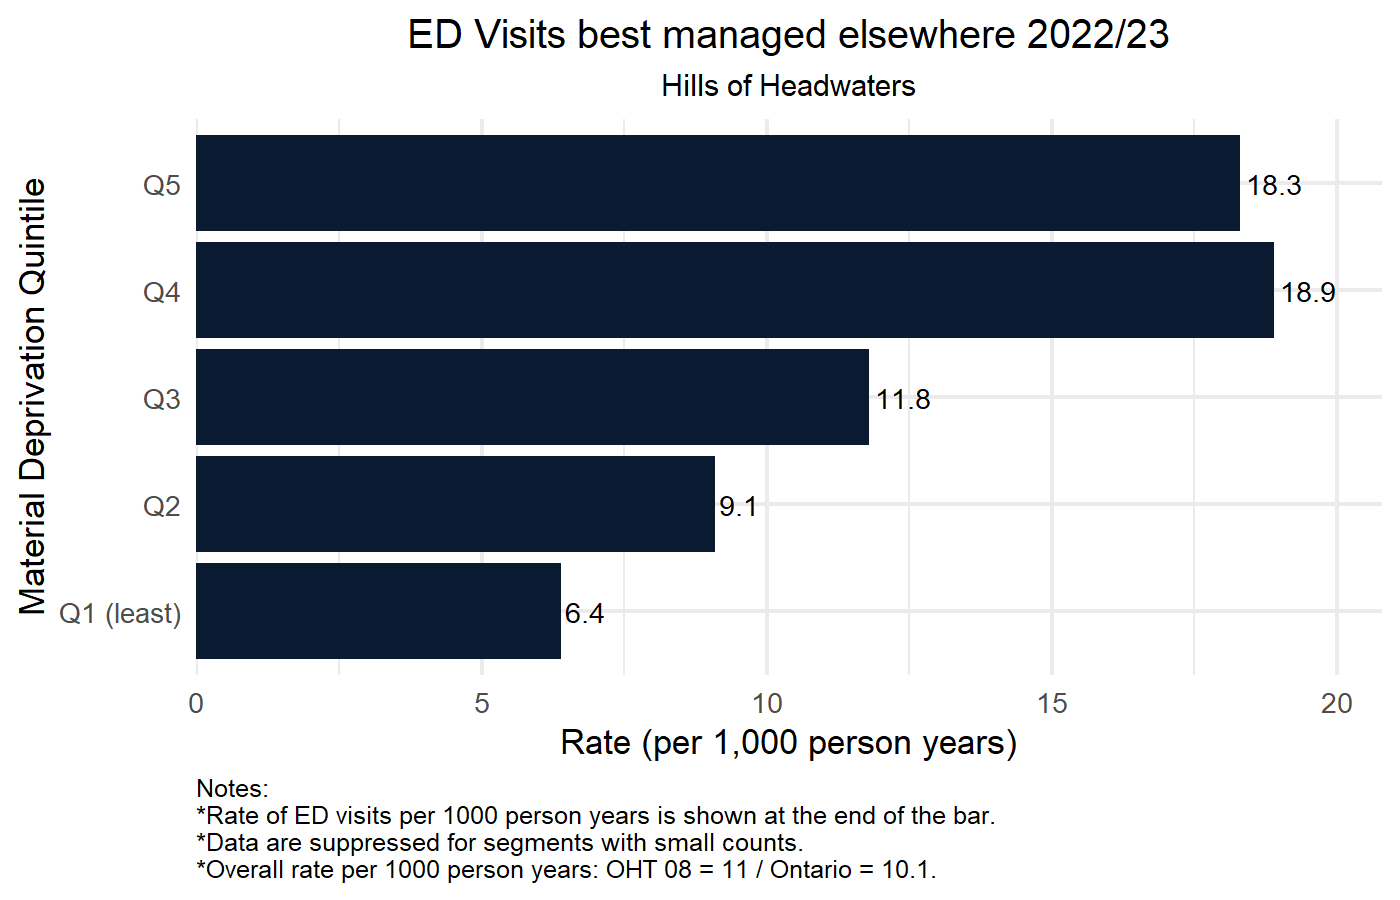 ED Visits best managed elsewhere 2022/23
Hills of Headwaters
Material Deprivation Quintile
Q5
18.3
Q4
18.9
Q3
11.8
Q2
9.1
Q1 (least)
6.4
0 5 10 15 20
Rate (per 1,000 person years)
Notes:
*Rate of ED visits per 1000 person years is shown at the end of the bar.
*Data are suppressed for segments with small counts.
*Overall rate per 1000 person years: OHT 08 = 11 / Ontario = 10.1.